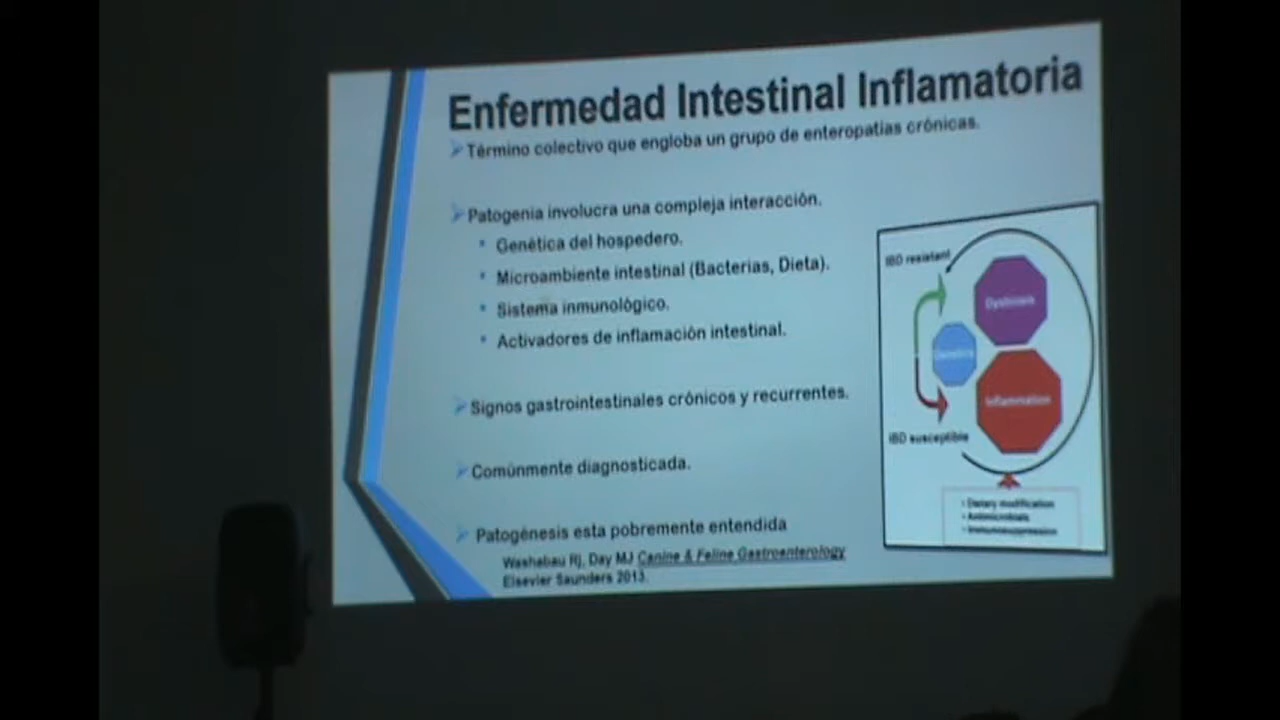 Enfermedad Intestinal Inflamatoria
Término colectivo que engloba un grupo de enteropatías crónicas.
Patogenia involucra una compleja interacción.
Genética del hospedero.
Microambiente intestinal (Bacterias, Dieta).
Sistema inmunológico.
Activadores de inflamación intestinal.
Signos gastrointestinales crónicos y recurrentes.
Comúnmente diagnosticada.
Patogénesis esta pobremente entendida
Washabau RJ, Day MJ Canine & Feline Gastroenterology
Elsevier Saunders 2013.
IBD resistant
Dysbiosis
Genetics
Inflammation
IBD susceptible
• Dietary modification
• Antimicrobials
• Immunosuppression